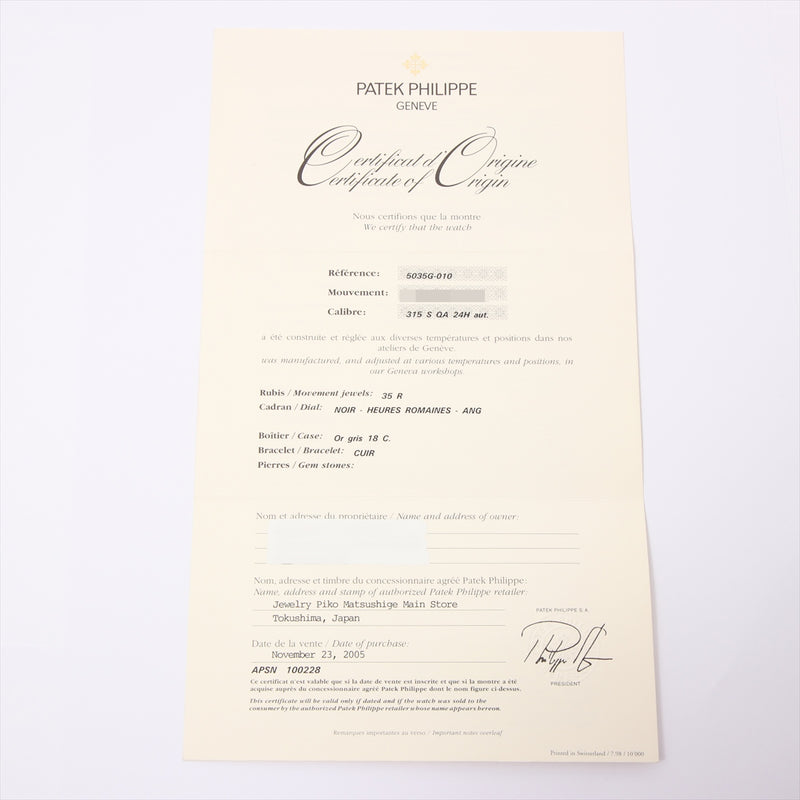 PATEK PHILIPPE
GENEVE
Certificat d'Origine
Certificate of Origin
Nous certifions que la montre
We certify that the watch
Référence: 5035G-010
Mouvement:
Calibre: 315 S QA 24H aut.
a été construite et réglée aux diverses températures et positions dans nos
ateliers de Genève.
was manufactured, and adjusted at various temperatures and positions, in
our Geneva workshops.
Rubis / Movement jewels: 35 R
Cadran / Dial: NOIR - HEURES ROMAINES - ANG
Boîtier / Case: Or gris 18 C.
Bracelet / Bracelet: CUIR
Pierres / Gem stones:
Nom et adresse du propriétaire / Name and address of owner:
Nom, adresse et timbre du concessionnaire agréé Patek Philippe:
Name, address and stamp of authorized Patek Philippe retailer:
Jewelry Piko Matsushige Main Store
Tokushima, Japan
PATEK PHILIPPE S.A.
Date de la vente / Date of purchase:
November 23, 2005
APSN 100228
PRESIDENT
Ce certificat n'est valable que si la date de vente est inscrite et que si la montre a été
acquise auprès du concessionnaire agréé Patek Philippe dont le nom figure ci-dessus.
This certificate will be valid only if dated and if the watch was sold to the
consumer by the authorized Patek Philippe retailer whose name appears hereon.
Remarques importantes au verso / Important notes overleaf
Printed in Switzerland / 7.98 / 10'000